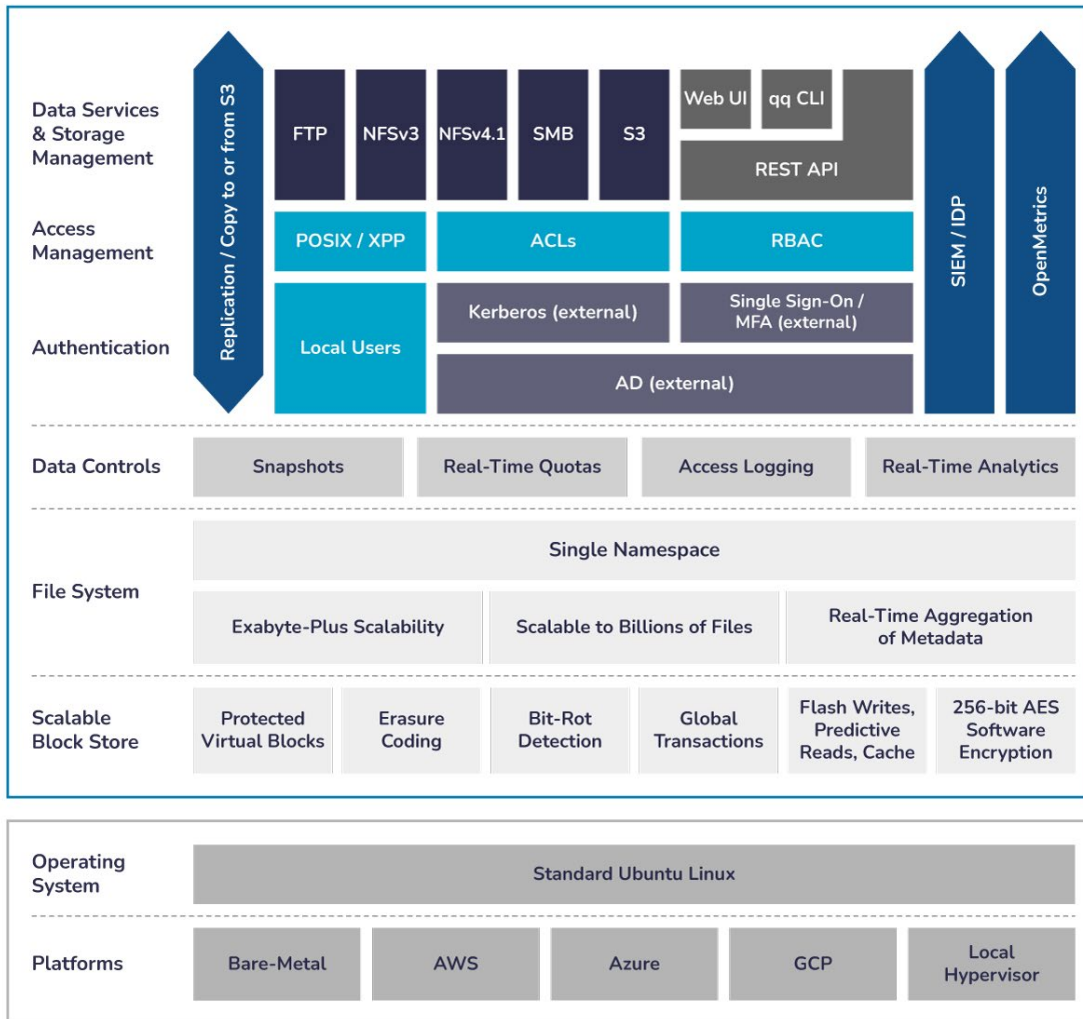 Data Services
& Storage
Management
Replication / Copy to or from S3
FTP
NFSv3
NFSv4.1
SMB
S3
Web UI
qq CLI
REST API
SIEM / IDP
OpenMetrics
Access
Management
POSIX / XPP
ACLs
RBAC
Authentication
Local Users
Kerberos (external)
Single Sign-On /
MFA (external)
AD (external)
Data Controls
Snapshots
Real-Time Quotas
Access Logging
Real-Time Analytics
File System
Single Namespace
Exabyte-Plus Scalability
Scalable to Billions of Files
Real-Time Aggregation
of Metadata
Scalable
Block Store
Protected
Virtual Blocks
Erasure
Coding
Bit-Rot
Detection
Global
Transactions
Flash Writes,
Predictive
Reads, Cache
256-bit AES
Software
Encryption
Operating
System
Standard Ubuntu Linux
Platforms
Bare-Metal
AWS
Azure
GCP
Local
Hypervisor